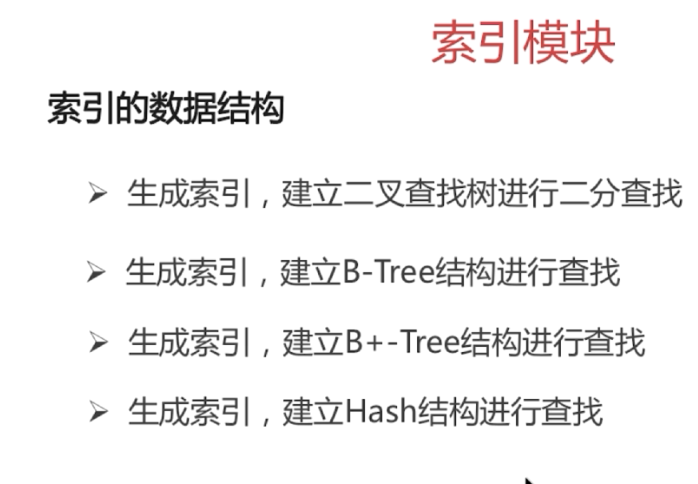 索引模块
索引的数据结构
生成索引，建立二叉查找树进行二分查找
生成索引，建立B-Tree结构进行查找
生成索引，建立B+-Tree结构进行查找
生成索引，建立Hash结构进行查找